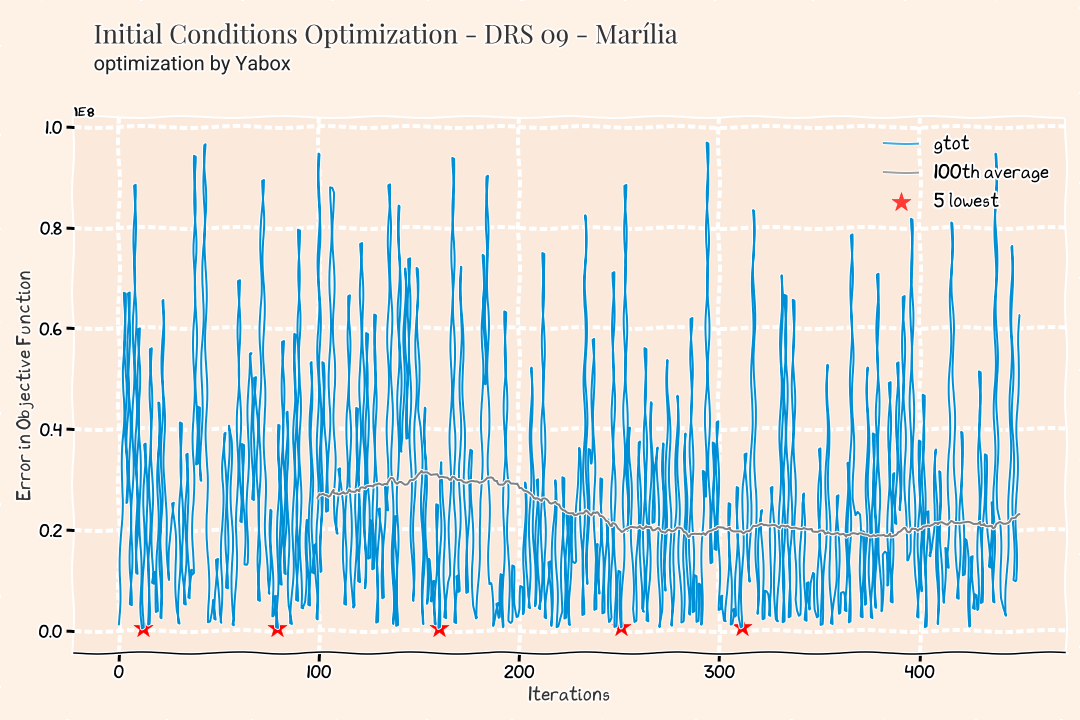 Initial Conditions Optimization - DRS 09 - Marília
optimization by Yabox
1E8
1.0
0.8
0.6
0.4
0.2
0.0
Error in Objective Function
gtot
100th average
5 lowest
0 100 200 300 400
Iterations